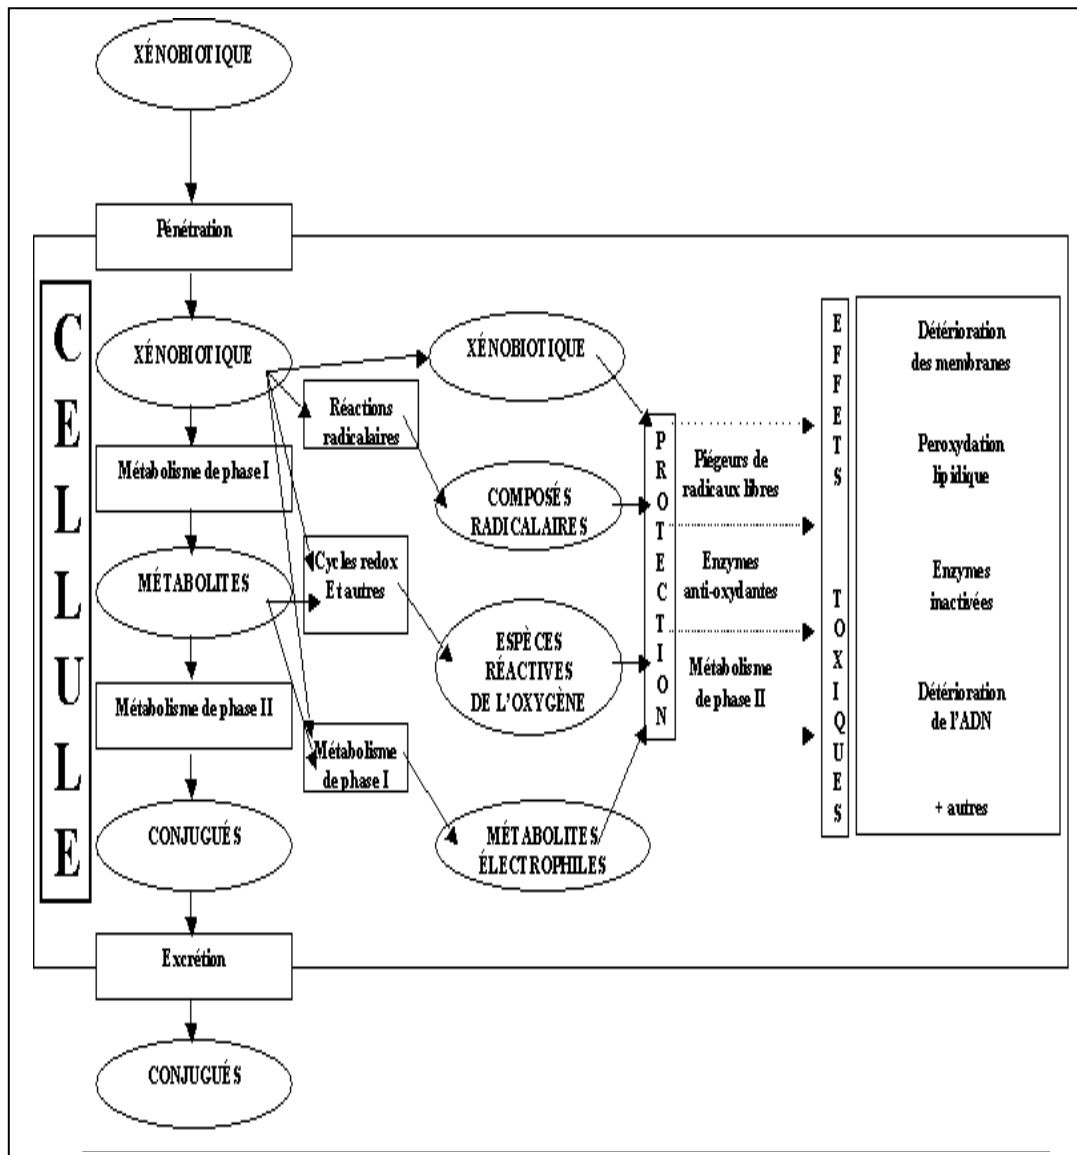 XÉNOBIOTIQUE
Pénétration
CELLULE
XÉNOBIOTIQUE
Métabolisme de phase I
MÉTABOLITES
Métabolisme de phase II
CONJUGUÉS
Excrétion
CONJUGUÉS
Réactions
radicalaires
Cycles redox
Et autres
Métabolisme
de phase I
XÉNOBIOTIQUE
COMPOSÉS
RADICALAIRES
ESPÈCES
RÉACTIVES
DE L'OXYGÈNE
MÉTABOLITES
ÉLECTROPHILES
PROTECTION
Piégeurs de
radicaux libres
Enzymes
anti-oxydantes
Métabolisme
de phase II
EFFETS TOXIQUES
Détérioration
des membranes
Peroxydation
lipidique
Enzymes
inactivées
Détérioration
de l'ADN
+ autres